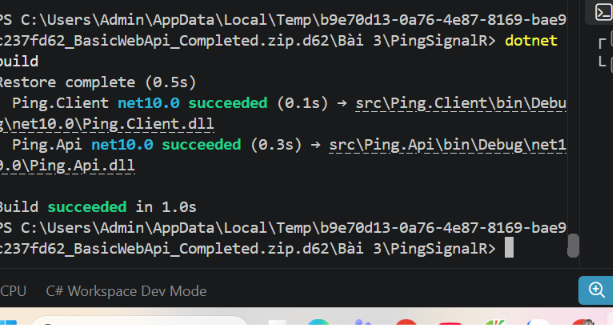 PS C:\Users\Admin\AppData\Local\Temp\b9e70d13-0a76-4e87-8169-bae9
c237fd62_BasicWebApi_Completed.zip.d62\Bài 3\PingSignalR> dotnet
build
Restore complete (0.5s)
Ping.Client net10.0 succeeded (0.1s) → src\Ping.Client\bin\Debu
g\net10.0\Ping.Client.dll
Ping.Api net10.0 succeeded (0.3s) → src\Ping.Api\bin\Debug\net1
0.0\Ping.Api.dll
Build succeeded in 1.0s
PS C:\Users\Admin\AppData\Local\Temp\b9e70d13-0a76-4e87-8169-bae9
c237fd62_BasicWebApi_Completed.zip.d62\Bài 3\PingSignalR>
CPU C# Workspace Dev Mode